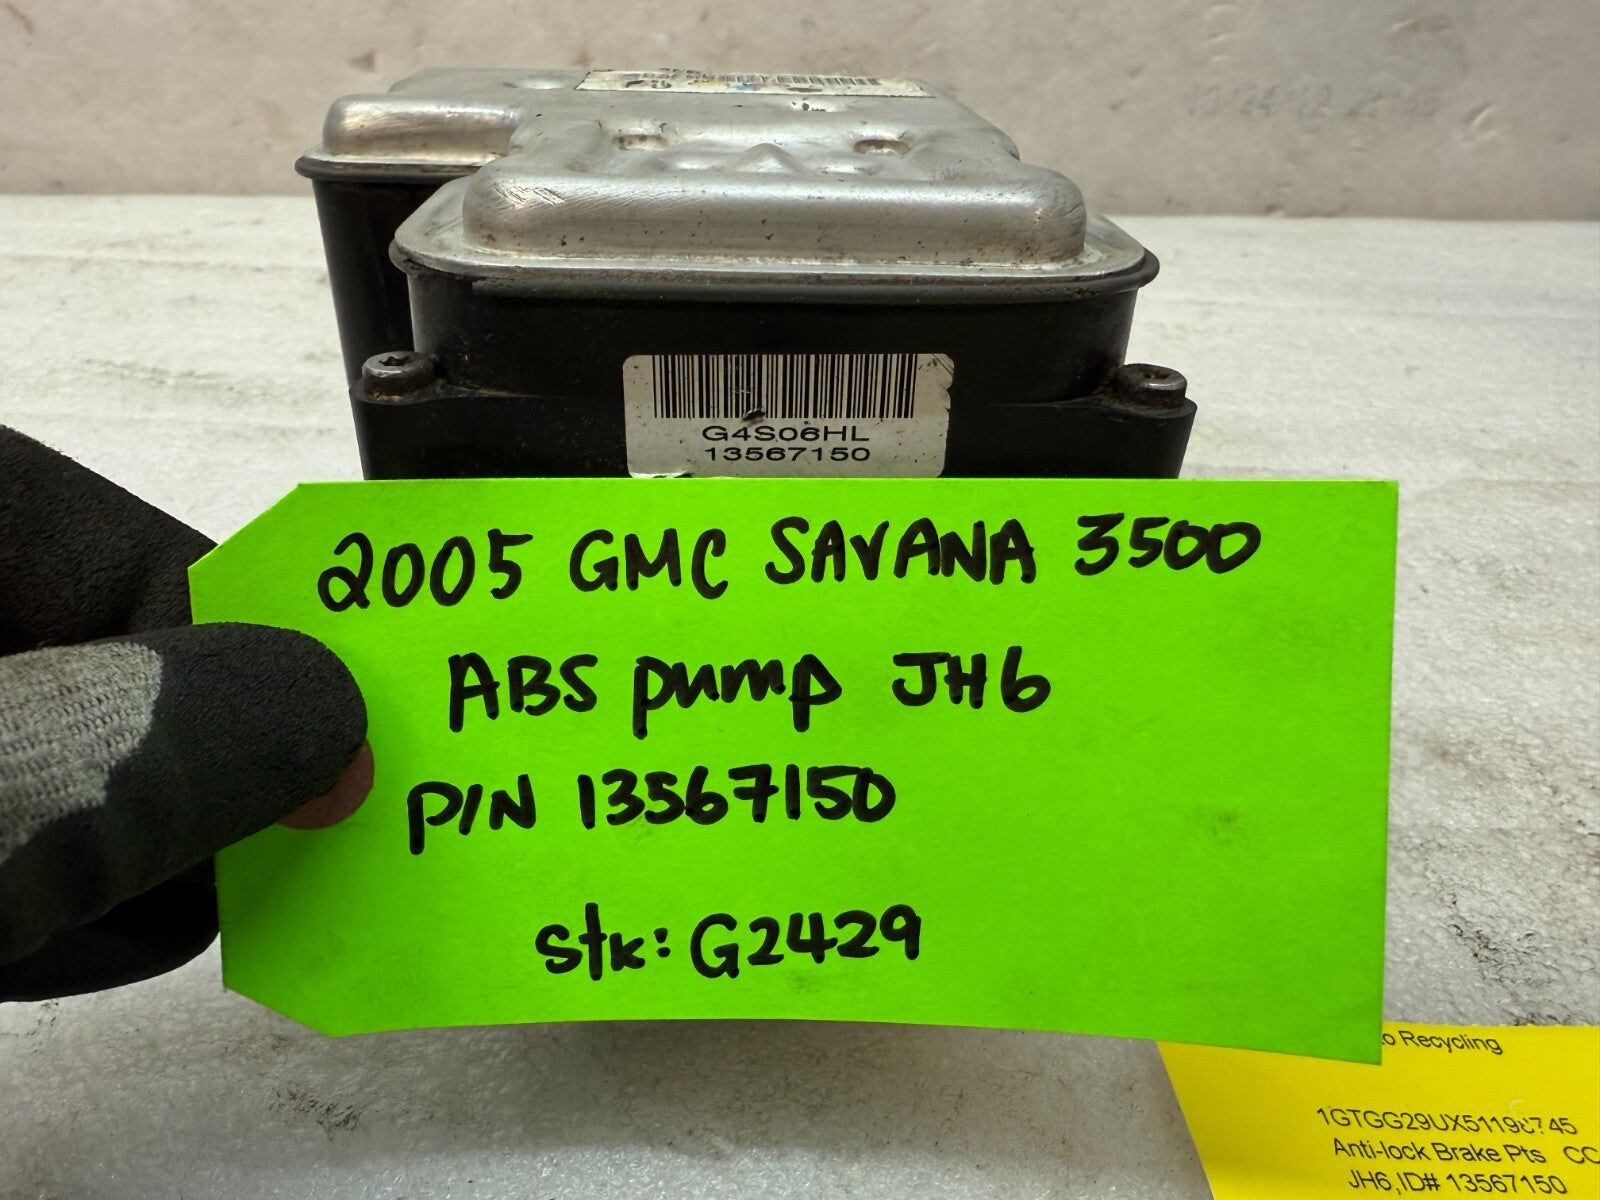 G4S06HL
13567150
2005 GMC SAVANA 3500
ABS pump JH6
P/N 13567150
Stk: G2429
Recycling
Anti-lock Brake Pts
JH6,ID# 13567150